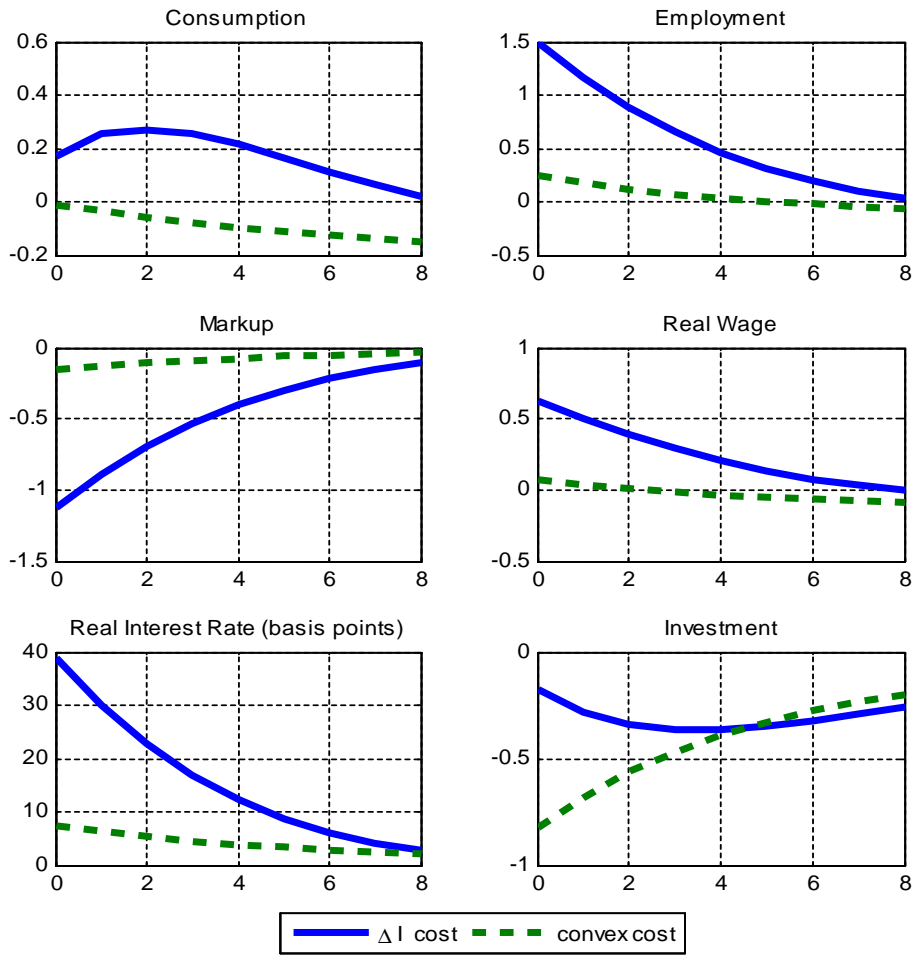 Consumption
0.6
0.4
0.2
0
-0.2
0 2 4 6 8
Employment
1.5
1
0.5
0
-0.5
0 2 4 6 8
Markup
0
-0.5
-1
-1.5
0 2 4 6 8
Real Wage
1
0.5
0
-0.5
0 2 4 6 8
Real Interest Rate (basis points)
40
30
20
10
0
0 2 4 6 8
Investment
0
-0.5
-1
0 2 4 6 8
Δ I cost convex cost